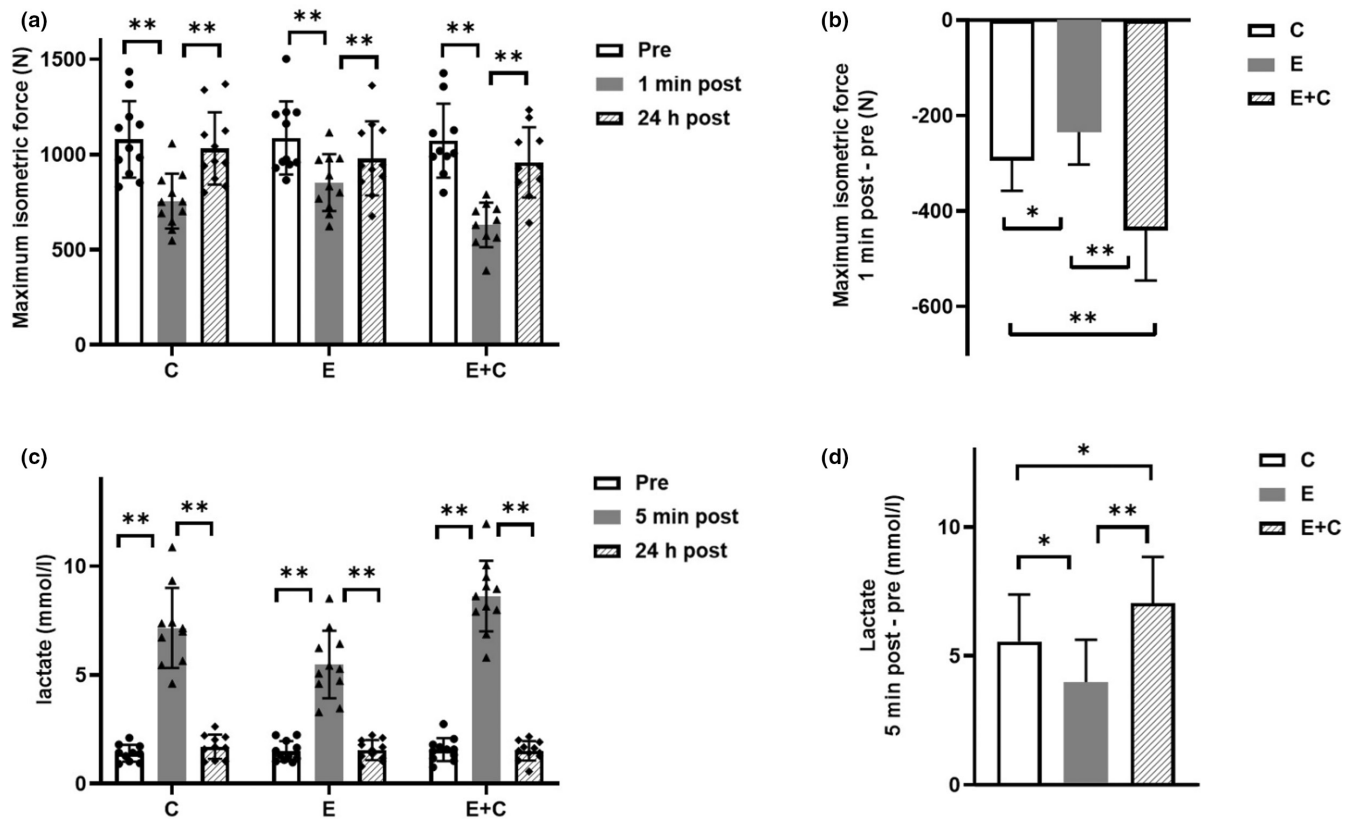 (a)
Maximum isometric force (N)
1500
1000
500
0
** ** ** ** ** **
C E E+C
Pre
1 min post
24 h post
(b)
Maximum isometric force
1 min post - pre (N)
0
-200
-400
-600
*
**
**
C
E
E+C
(c)
lactate (mmol/l)
10
5
0
** ** ** ** ** **
C E E+C
Pre
5 min post
24 h post
(d)
Lactate
5 min post - pre (mmol/l)
10
5
0
*
**
*
C
E
E+C